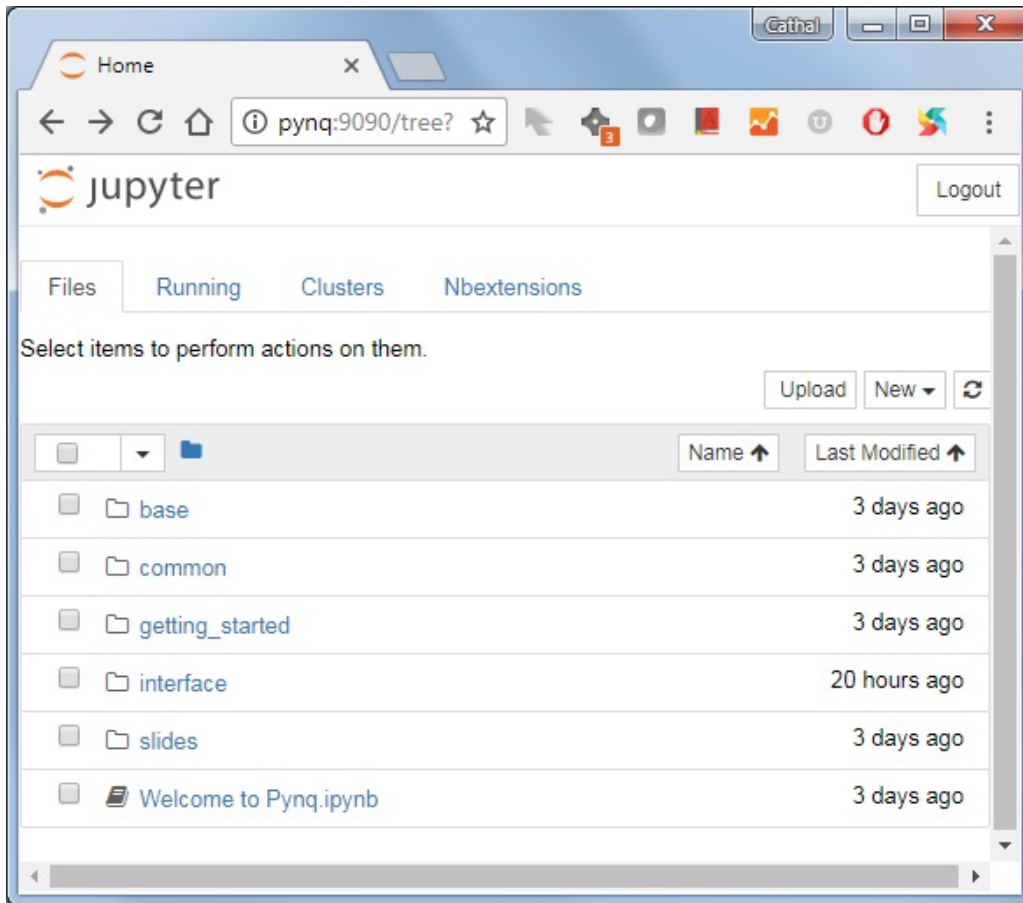 Cathal
Home
pynq:9090/tree?
3
jupyter
Logout
Files Running Clusters Nbextensions
Select items to perform actions on them.
Upload New
Name Last Modified
base 3 days ago
common 3 days ago
getting_started 3 days ago
interface 20 hours ago
slides 3 days ago
Welcome to Pynq.ipynb 3 days ago